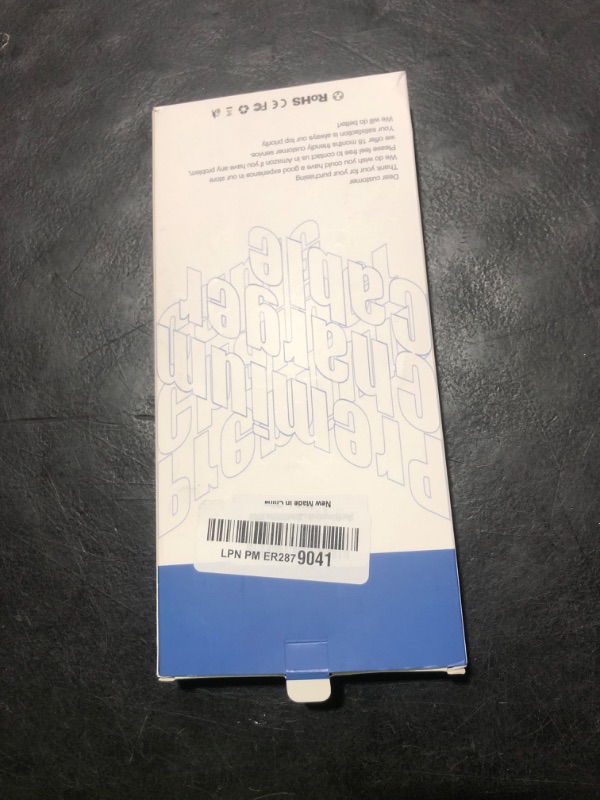 Premium
Charger
Cable
Dear customer
Thank your for your purchasing
We do wish you could you have a good experience in our store
Please feel free to contact us in Amazon if you have any problem,
we offer 18 months friendly customer service.
Your satisfaction is always our top priority
We will do better!
RoHS CE FC
New Made in China
LPN PM ER2879041